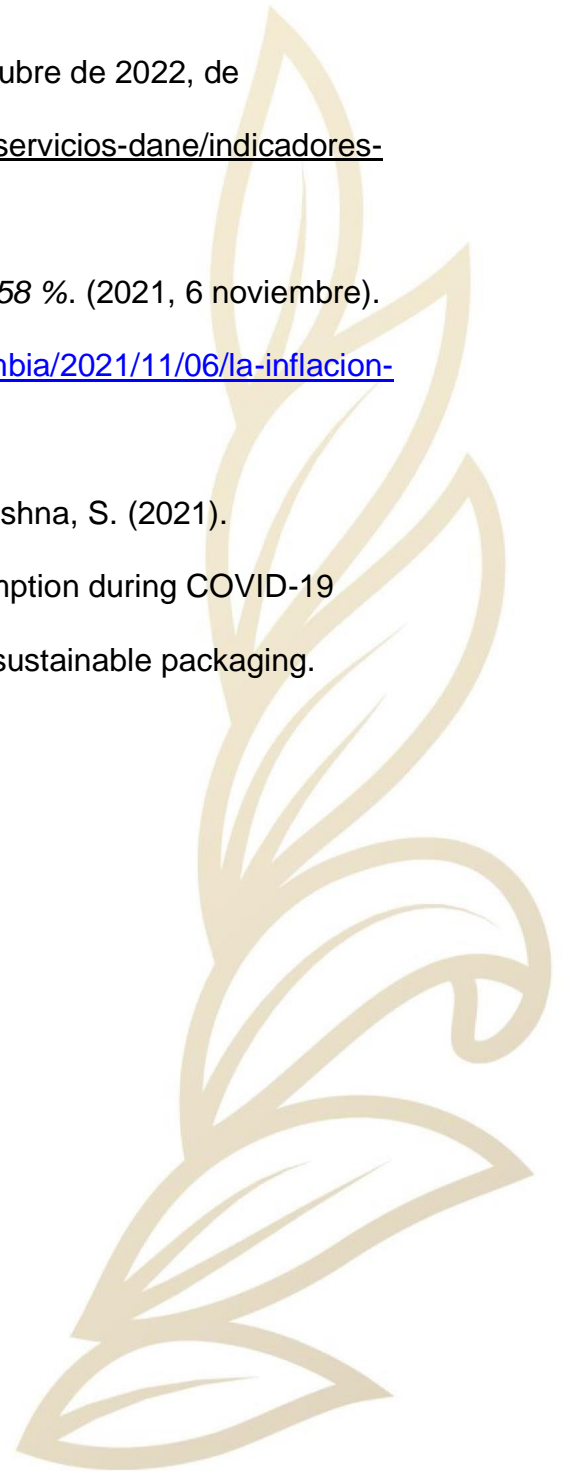 ubre de 2022, de
servicios-dane/indicadores-
58 %. (2021, 6 noviembre).
nbia/2021/11/06/la-inflacion-
shna, S. (2021).
nption during COVID-19
sustainable packaging.